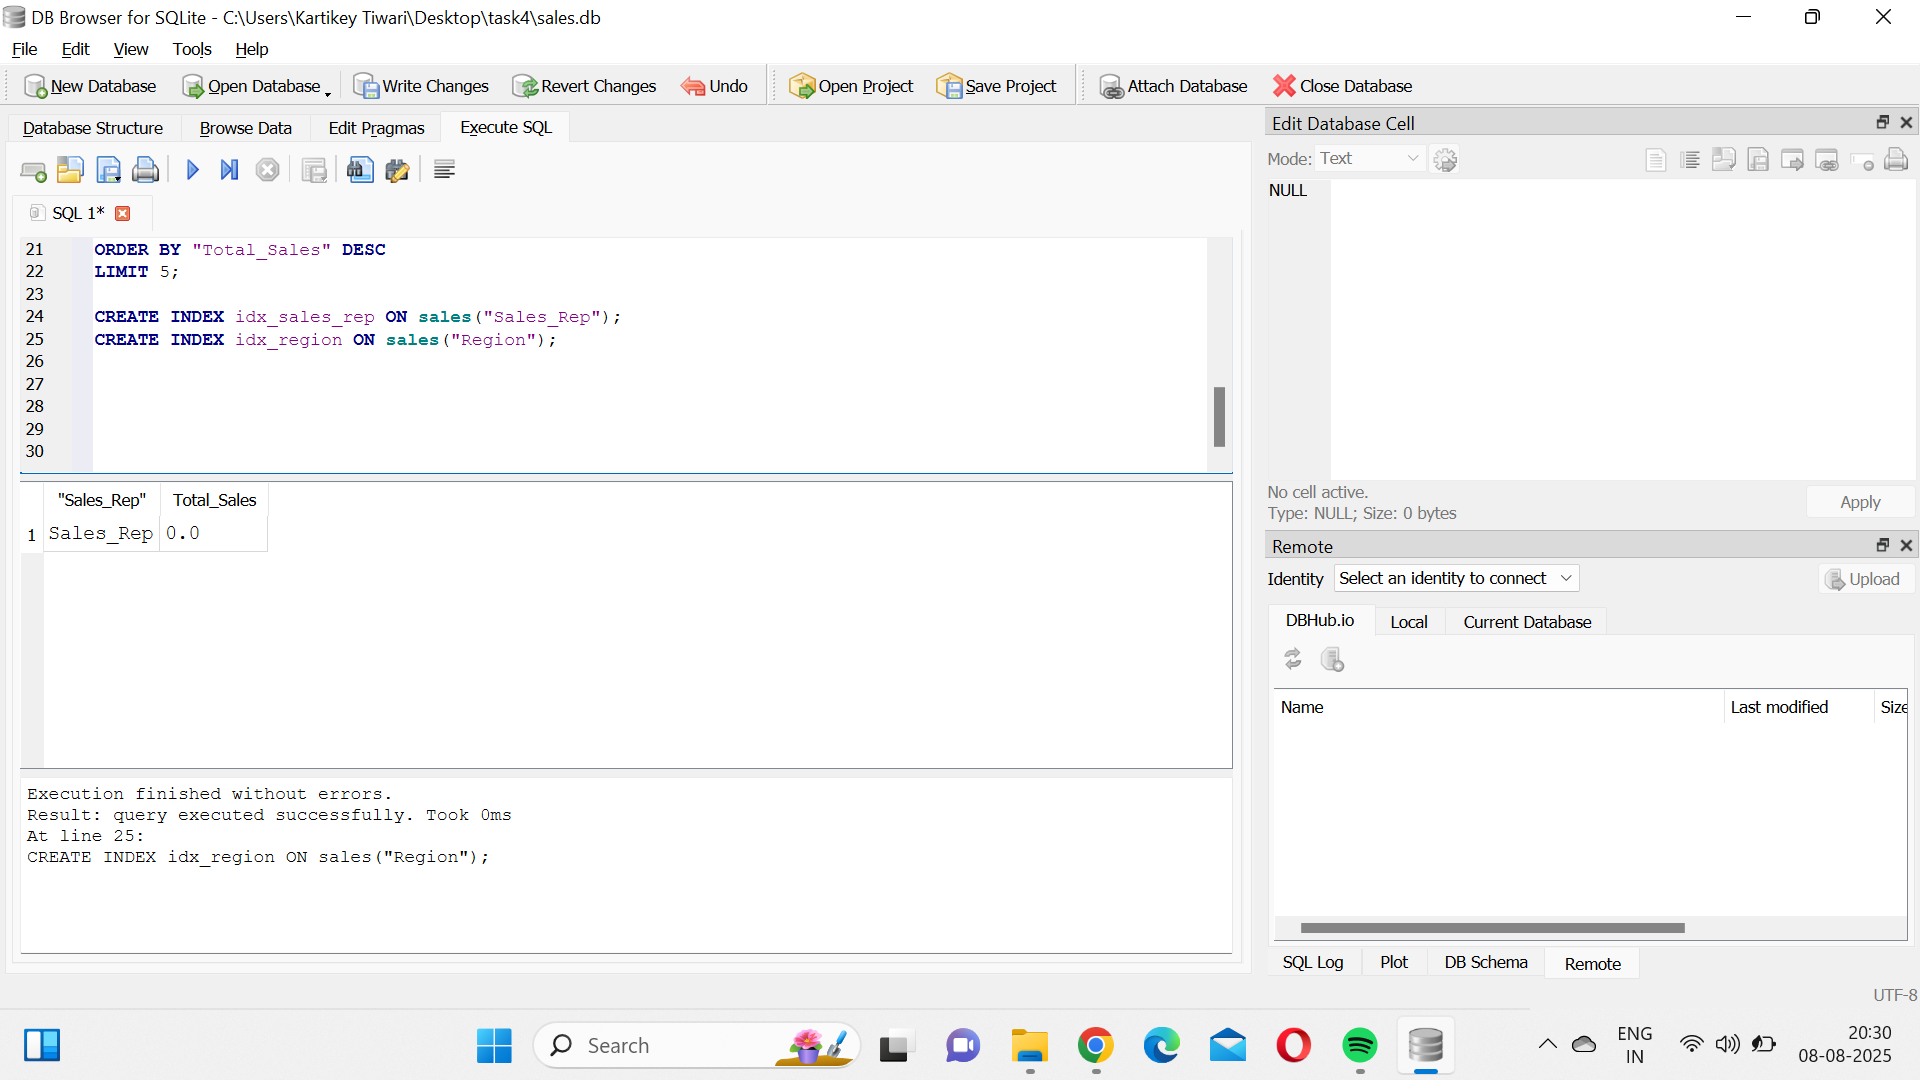 DB Browser for SQLite - C:\Users\Kartikey Tiwari\Desktop\task4\sales.db
File Edit View Tools Help
New Database Open Database Write Changes Revert Changes Undo Open Project Save Project Attach Database Close Database
Database Structure Browse Data Edit Pragmas Execute SQL
SQL 1*
21 ORDER BY "Total_Sales" DESC
22 LIMIT 5;
23
24 CREATE INDEX idx_sales_rep ON sales("Sales_Rep");
25 CREATE INDEX idx_region ON sales("Region");
26
27
28
29
30
"Sales_Rep" Total_Sales
1 Sales_Rep 0.0
Execution finished without errors.
Result: query executed successfully. Took 0ms
At line 25:
CREATE INDEX idx_region ON sales("Region");
Edit Database Cell
Mode: Text
NULL
No cell active.
Type: NULL; Size: 0 bytes
Apply
Remote
Identity Select an identity to connect Upload
DBHub.io Local Current Database
Name Last modified Size
SQL Log Plot DB Schema Remote
UTF-8
Search
ENG
IN
20:30
08-08-2025